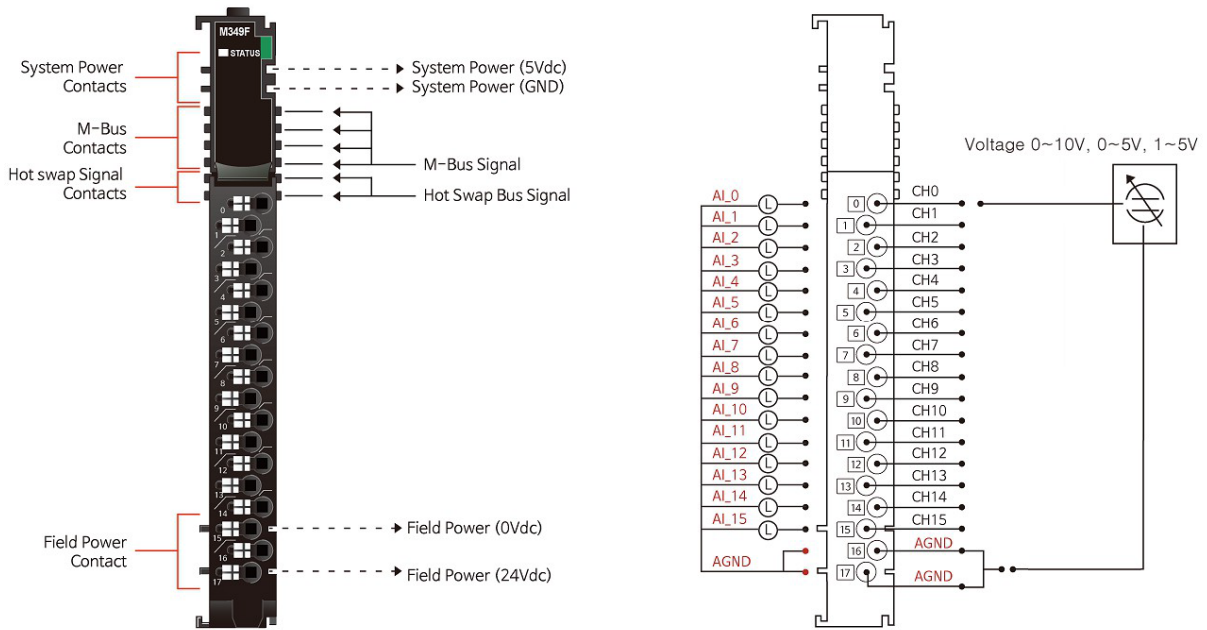 M349F
STATUS
System Power
Contacts
System Power (5Vdc)
System Power (GND)
M-Bus
Contacts
M-Bus Signal
Hot swap Signal
Contacts
Hot Swap Bus Signal
0
1
2
3
4
5
6
7
8
9
10
11
12
13
14
15
16
17
Field Power
Contact
Field Power (0Vdc)
Field Power (24Vdc)
Voltage 0~10V, 0~5V, 1~5V
AI_0 L 0 CH0
AI_1 L 1 CH1
AI_2 L 2 CH2
AI_3 L 3 CH3
AI_4 L 4 CH4
AI_5 L 5 CH5
AI_6 L 6 CH6
AI_7 L 7 CH7
AI_8 L 8 CH8
AI_9 L 9 CH9
AI_10 L 10 CH10
AI_11 L 11 CH11
AI_12 L 12 CH12
AI_13 L 13 CH13
AI_14 L 14 CH14
AI_15 L 15 CH15
AGND 16 AGND
17 AGND